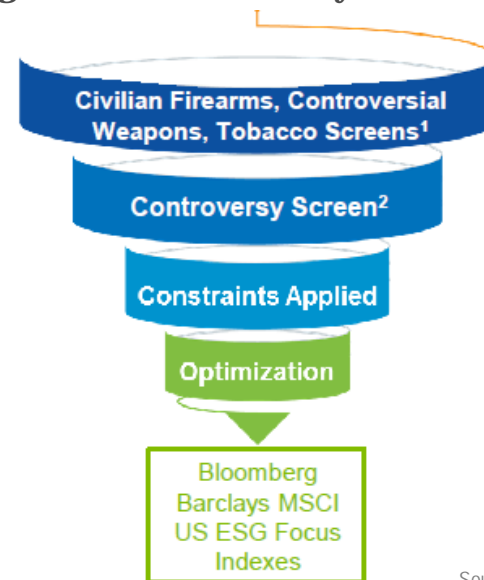 Civilian Firearms, Controversial
Weapons, Tobacco Screens¹
Controversy Screen²
Constraints Applied
Optimization
Bloomberg
Barclays MSCI
US ESG Focus
Indexes